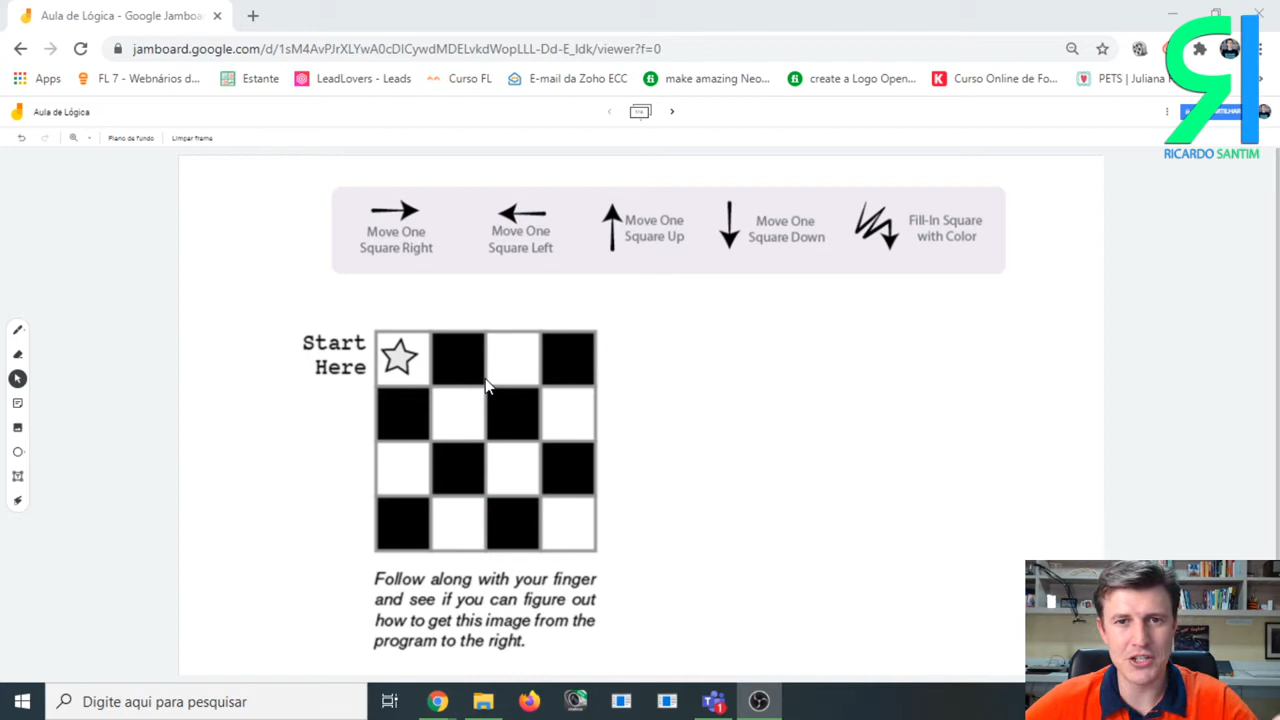 Aula de Lógica - Google Jamboa
jamboard.google.com/d/1sM4AvPJrXLYwA0cDlCywdMDELvkdWopLLL-Dd-E_ldk/viewer?f=0
Apps FL 7 - Webnários d... Estante LeadLovers - Leads Curso FL E-mail da Zoho ECC make amazing Neo... create a Logo Open... Curso Online de Fo... PETS | Juliana
RICARDO SANTIM
Aula de Lógica
Plano de fundo Limpar frame
Move One
Square Right
Move One
Square Left
Move One
Square Up
Move One
Square Down
Fill-In Square
with Color
Start
Here
Follow along with your finger
and see if you can figure out
how to get this image from the
program to the right.
Digite aqui para pesquisar
1